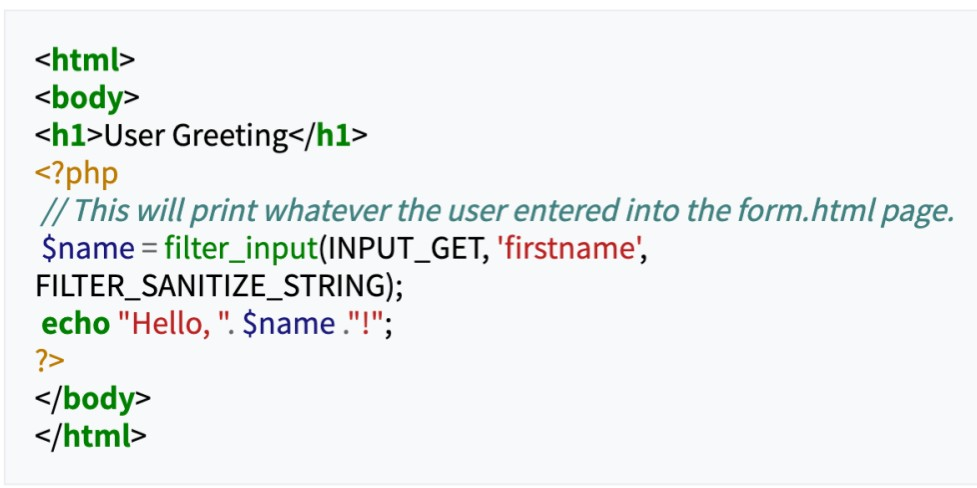 <html>
<body>
<h1>User Greeting</h1>
<?php
// This will print whatever the user entered into the form.html page.
$name = filter_input(INPUT_GET, 'firstname',
FILTER_SANITIZE_STRING);
echo "Hello, ". $name ."!";
?>
</body>
</html>